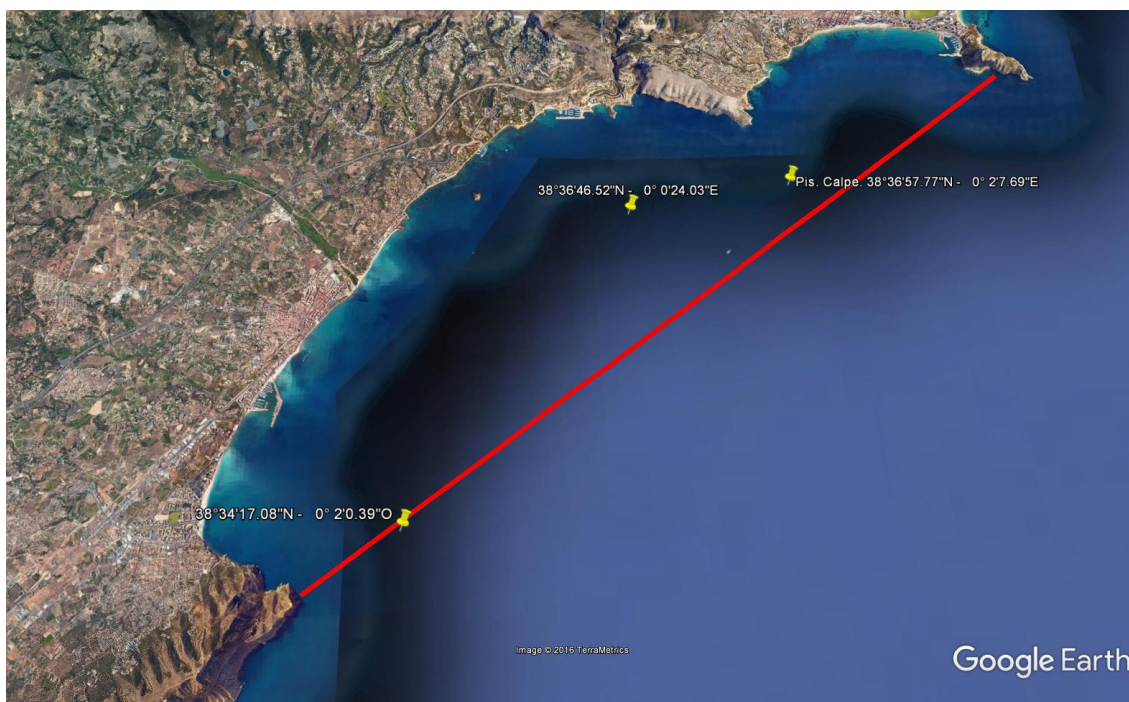 38°36'46.52"N - 0° 0'24.03"E
Pis. Calpe. 38°36'57.77"N - 0° 2'7.69"E
38°34'17.08"N - 0° 2'0.39"O
Image © 2016 TerraMetrics
Google Earth